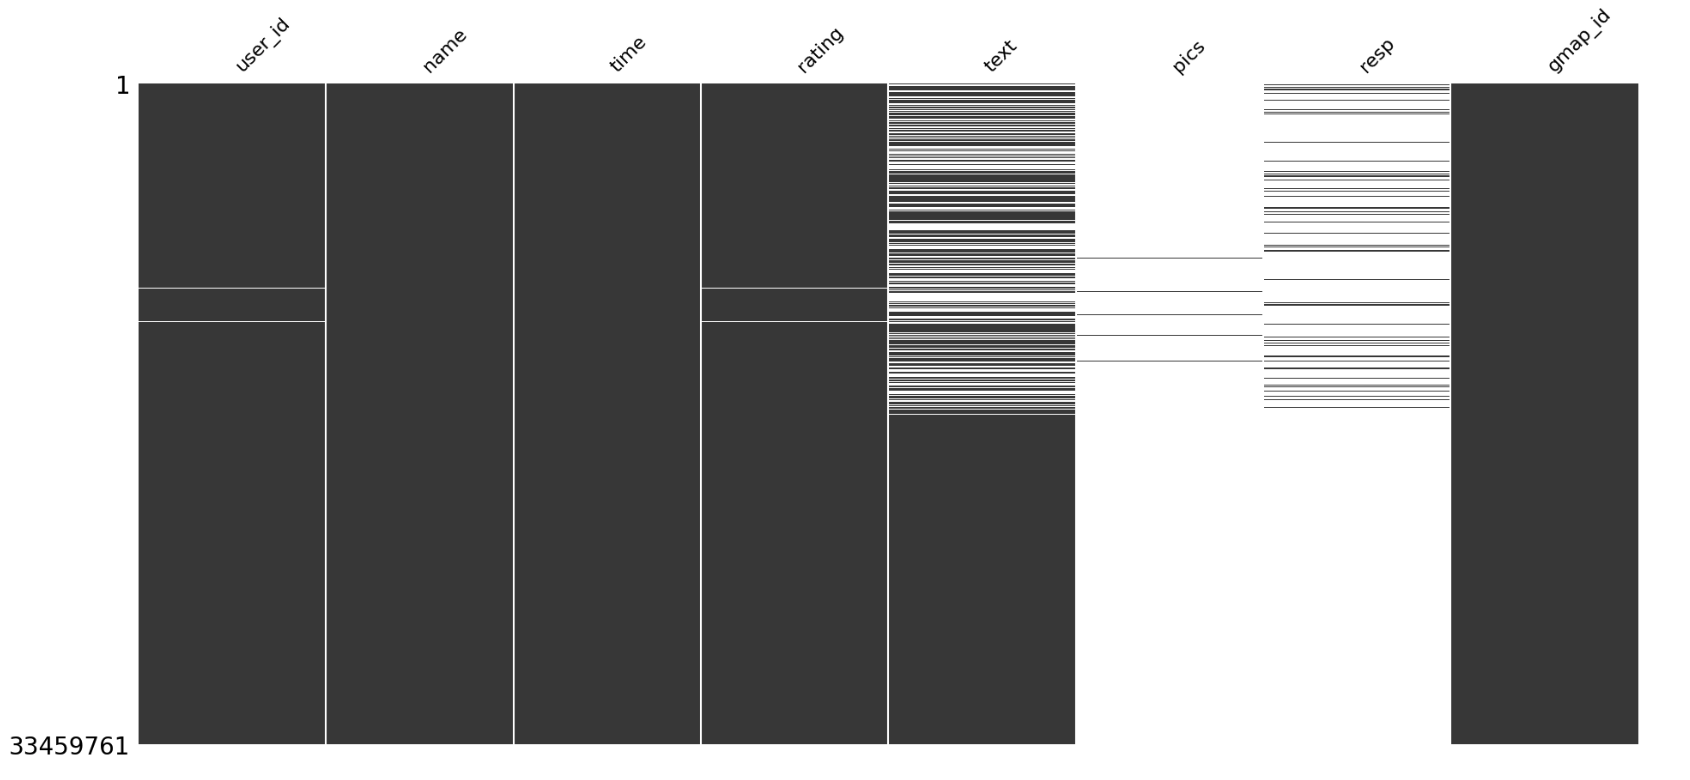 user_id
name
time
rating
text
pics
resp
gmap_id
1
33459761